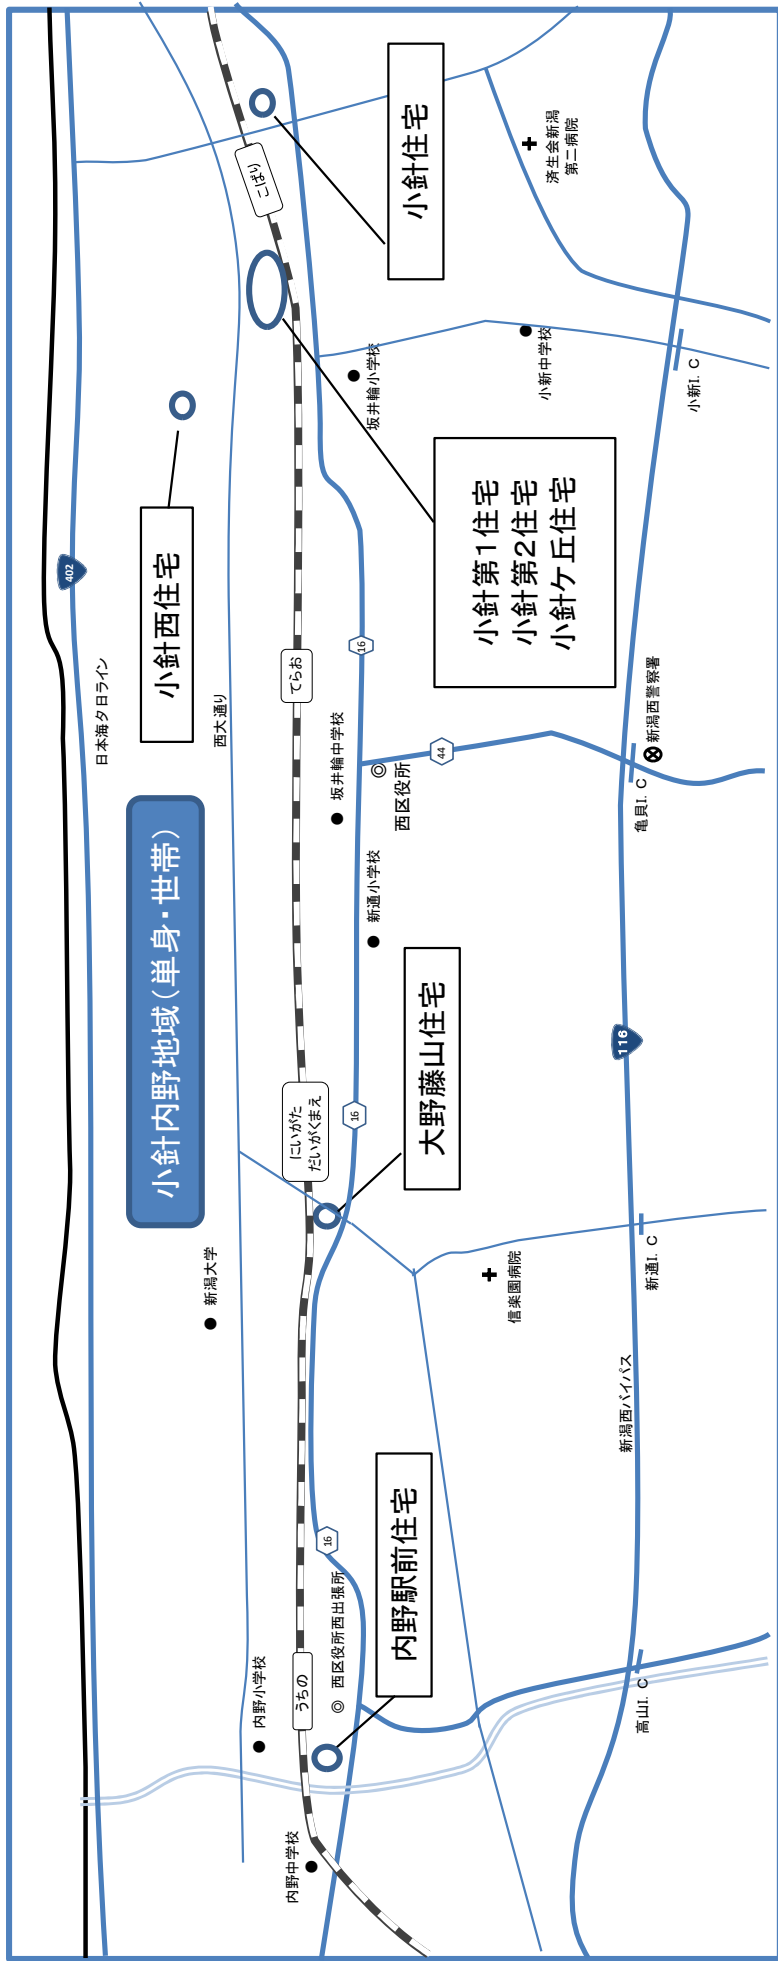 小針内野地域（単身・世帯）
402
日本海夕日ライン
小針西住宅
西大通り
新潟大学
内野小学校
内野中学校
うちの
にいがた
だいがくまえ
てらお
こばり
西区役所西出張所
16
16
16
坂井輪中学校
坂井輪小学校
新通小学校
西区役所
44
内野駅前住宅
大野藤山住宅
小針第1住宅
小針第2住宅
小針ケ丘住宅
小針住宅
済生会新潟
第二病院
小新中学校
信楽園病院
新潟西バイパス
116
高山I．C
新通I．C
亀貝I．C
新潟西警察署
小新I．C